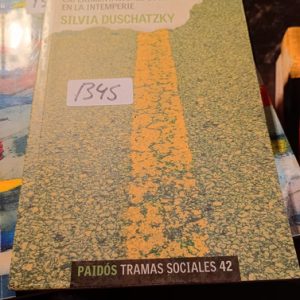 EN LA INTEMPERIE
SILVIA DUSCHATZKY
B45
PAIDÓS TRAMAS SOCIALES 42